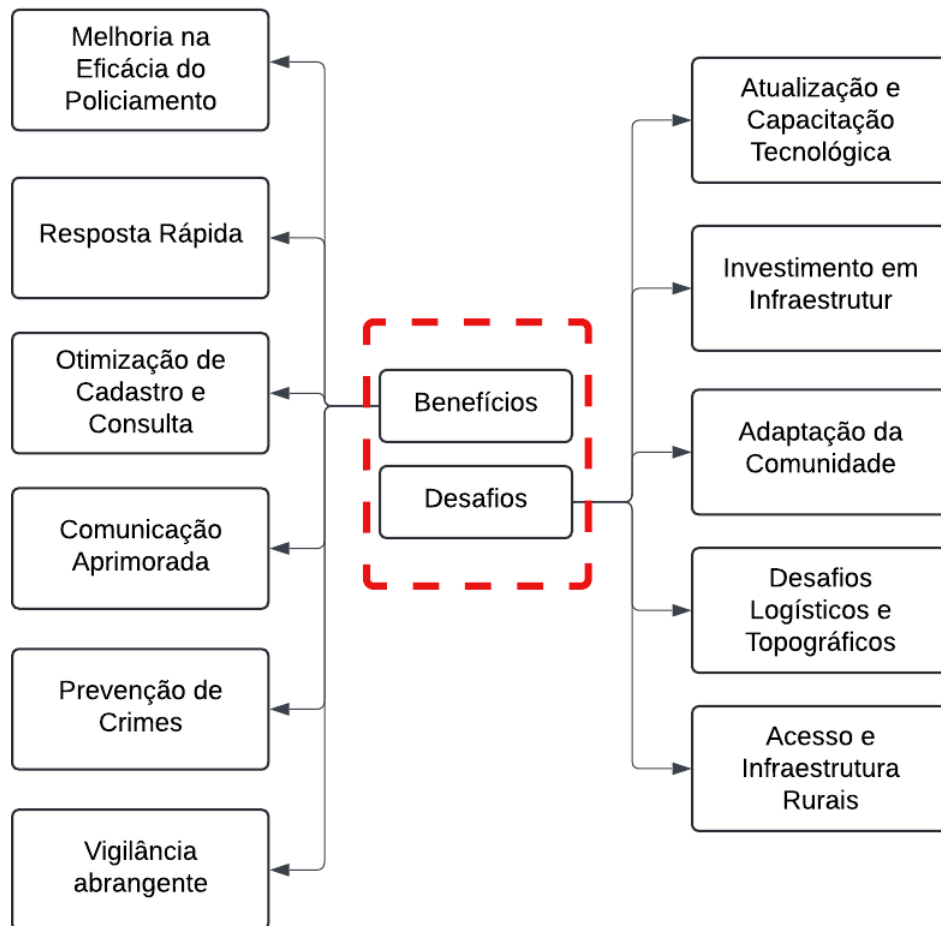 Melhoria na
Eficácia do
Policiamento
Resposta Rápida
Otimização de
Cadastro e
Consulta
Comunicação
Aprimorada
Prevenção de
Crimes
Vigilância
abrangente
Benefícios
Desafios
Atualização e
Capacitação
Tecnológica
Investimento em
Infraestrutur
Adaptação da
Comunidade
Desafios
Logísticos e
Topográficos
Acesso e
Infraestrutura
Rurais